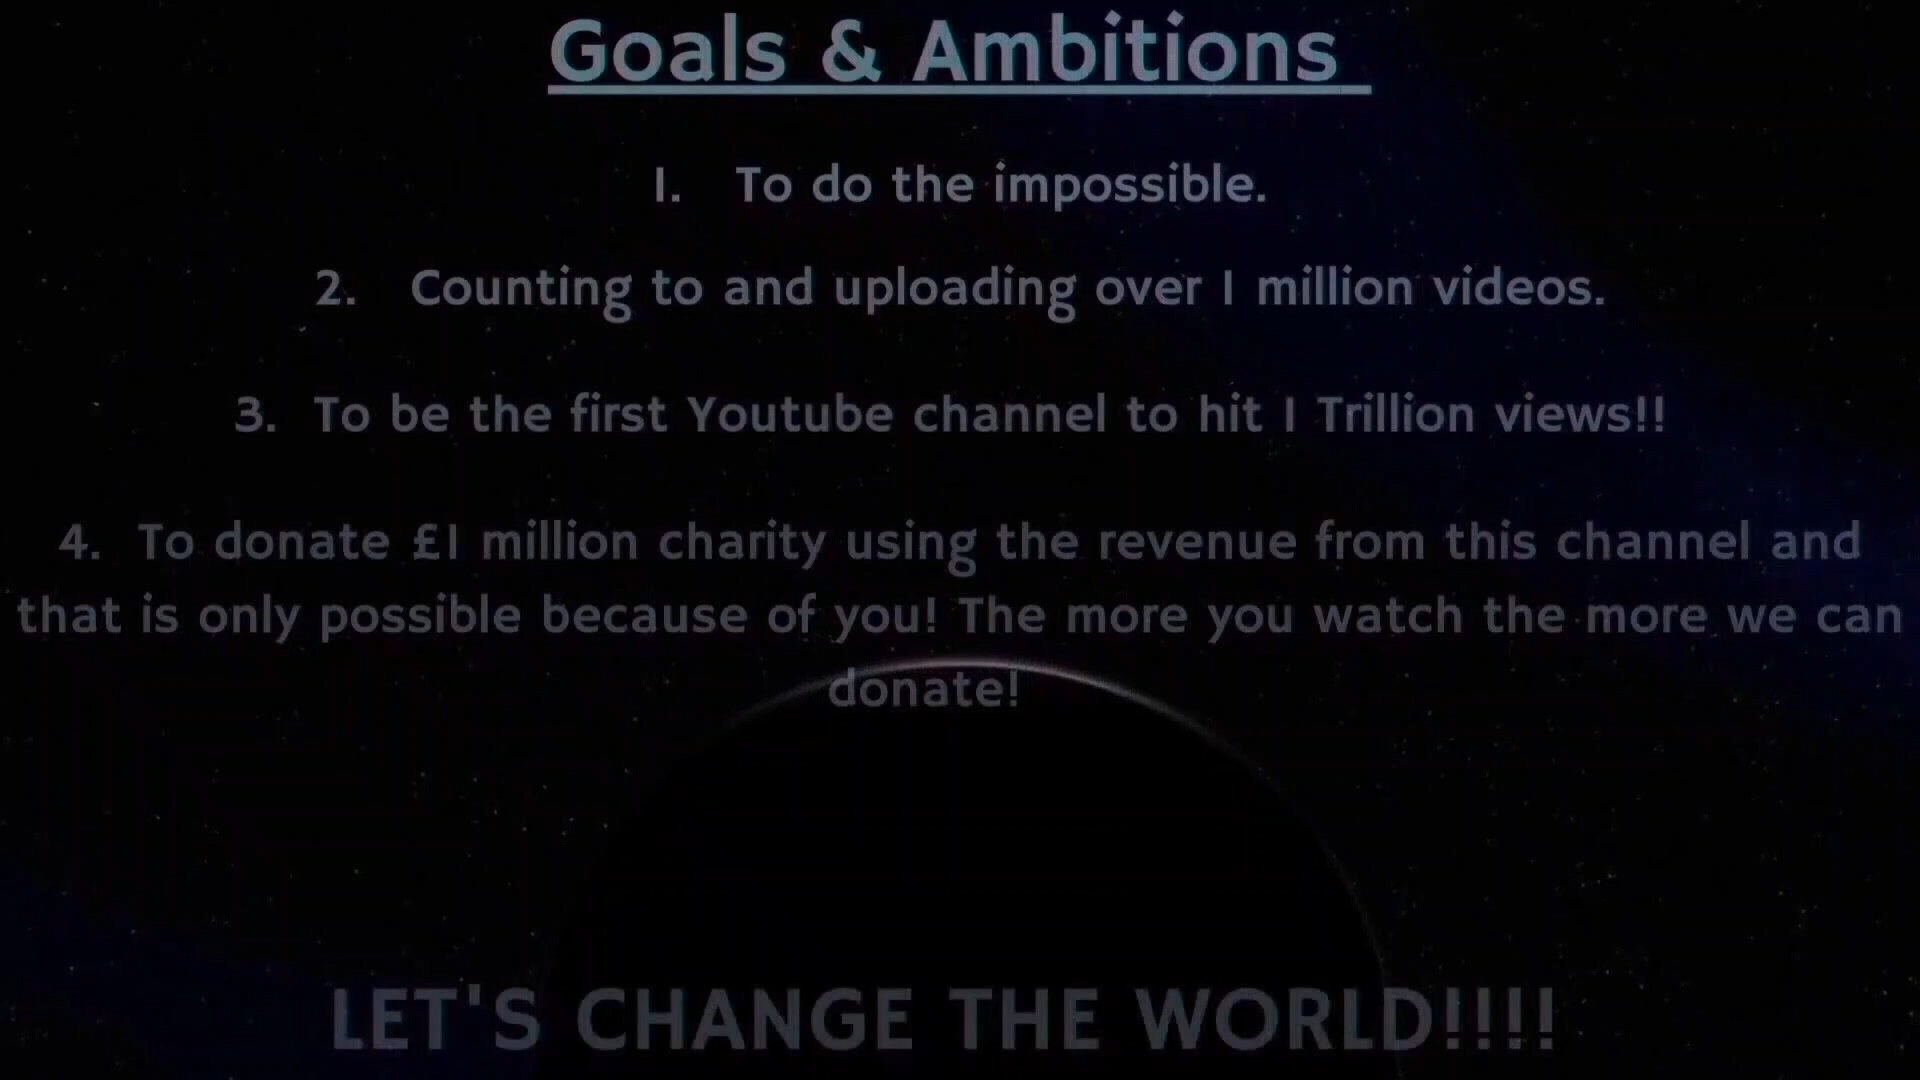 Goals & Ambitions
1. To do the impossible.
2. Counting to and uploading over 1 million videos.
3. To be the first Youtube channel to hit 1 Trillion views!!
4. To donate £1 million charity using the revenue from this channel and
that is only possible because of you! The more you watch the more we can
donate!
LET'S CHANGE THE WORLD!!!!